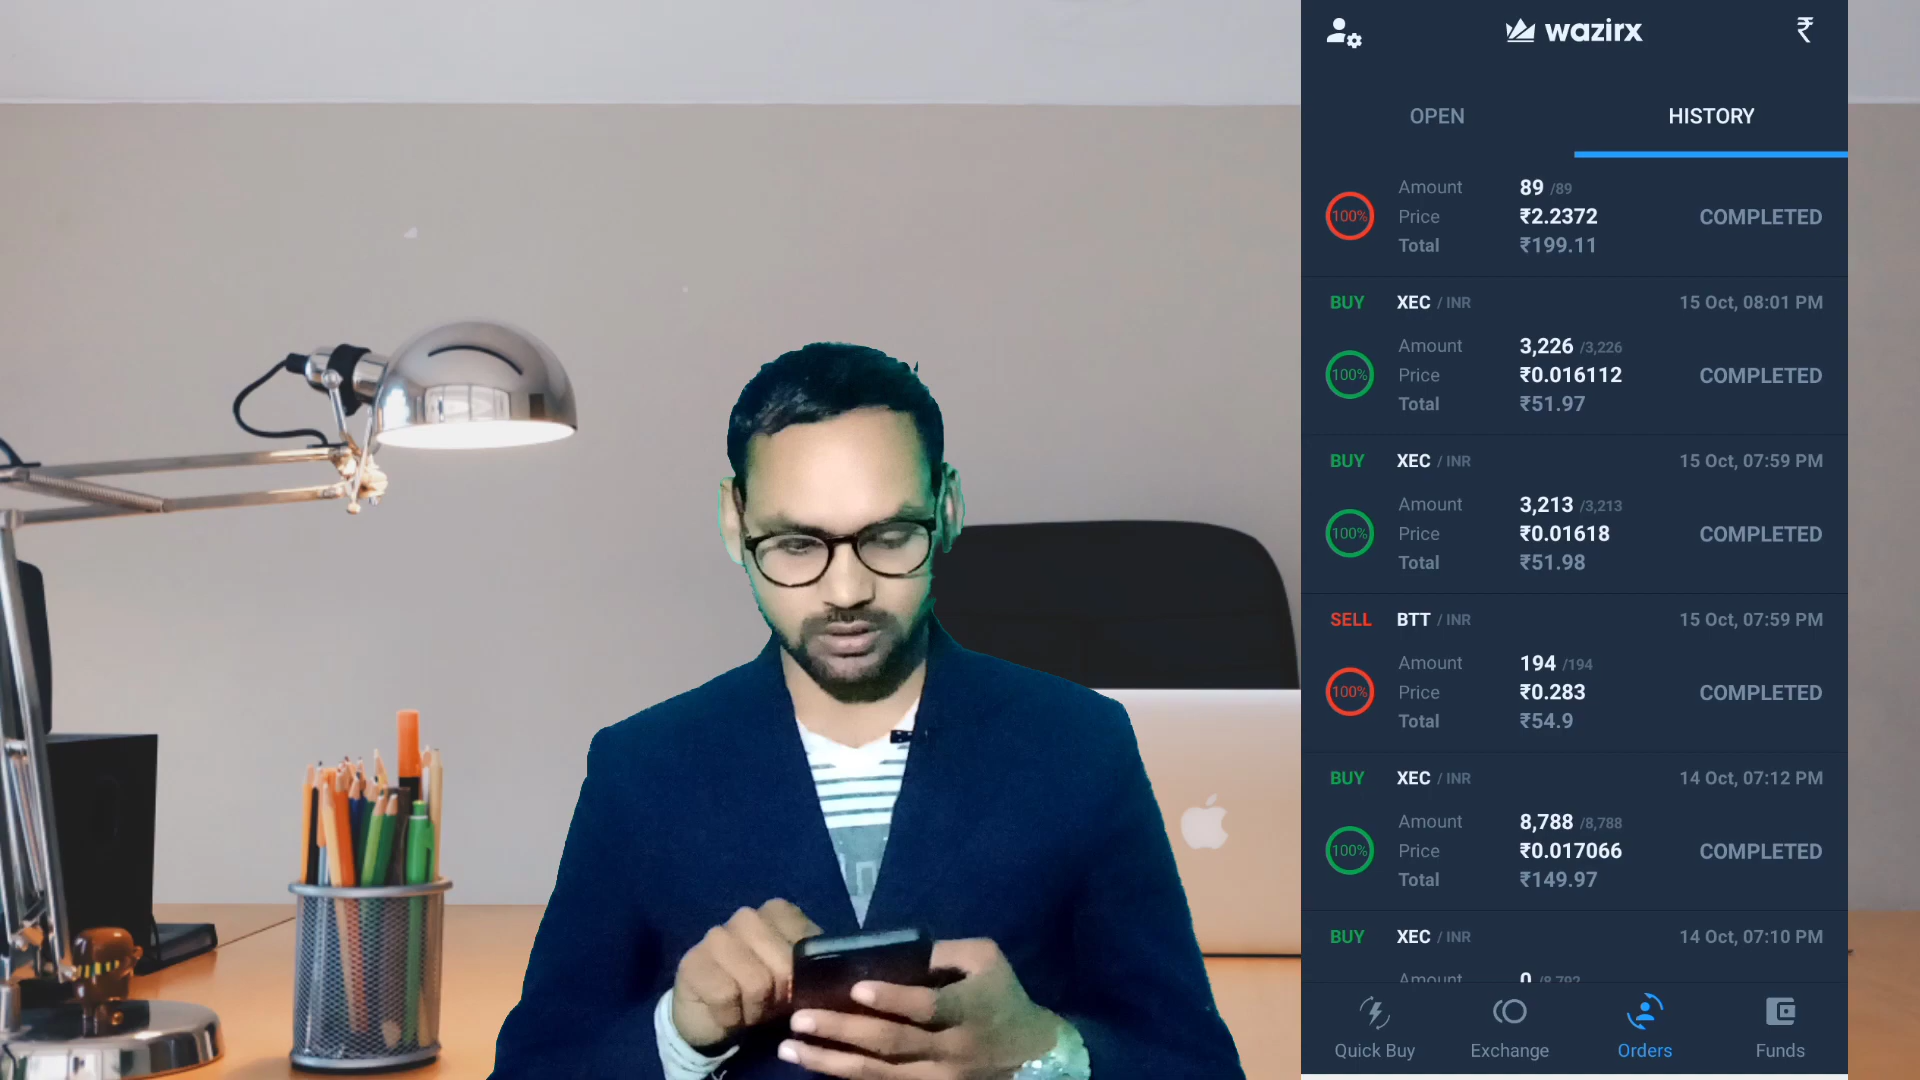 wazirx
₹
OPEN HISTORY
Amount 89 /89
100% Price ₹2.2372 COMPLETED
Total ₹199.11
BUY XEC / INR 15 Oct, 08:01 PM
Amount 3,226 /3,226
100% Price ₹0.016112 COMPLETED
Total ₹51.97
BUY XEC / INR 15 Oct, 07:59 PM
Amount 3,213 /3,213
100% Price ₹0.01618 COMPLETED
Total ₹51.98
SELL BTT / INR 15 Oct, 07:59 PM
Amount 194 /194
100% Price ₹0.283 COMPLETED
Total ₹54.9
BUY XEC / INR 14 Oct, 07:12 PM
Amount 8,788 /8,788
100% Price ₹0.017066 COMPLETED
Total ₹149.97
BUY XEC / INR 14 Oct, 07:10 PM
Amount 0 /8,792
Quick Buy Exchange Orders Funds